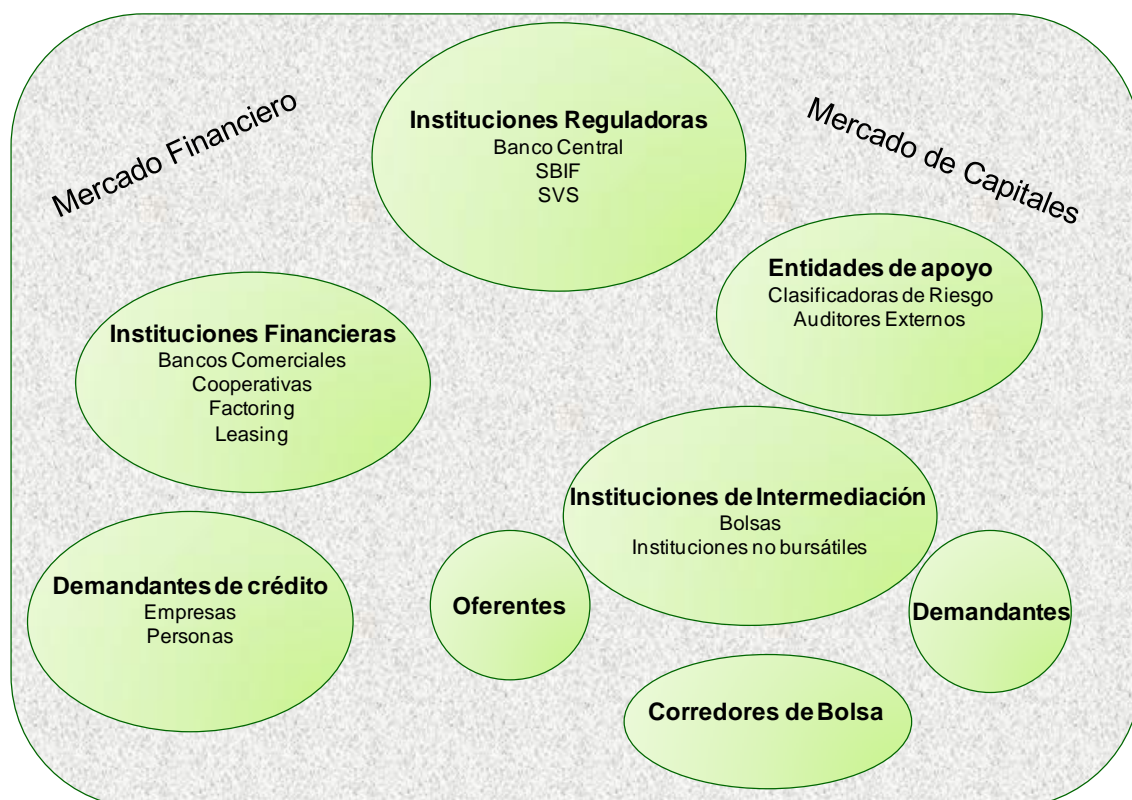 Mercado Financiero
Mercado de Capitales
Instituciones Reguladoras
Banco Central
SBIF
SVS
Entidades de apoyo
Clasificadoras de Riesgo
Auditores Externos
Instituciones Financieras
Bancos Comerciales
Cooperativas
Factoring
Leasing
Instituciones de Intermediación
Bolsas
Instituciones no bursátiles
Demandantes de crédito
Empresas
Personas
Oferentes
Demandantes
Corredores de Bolsa